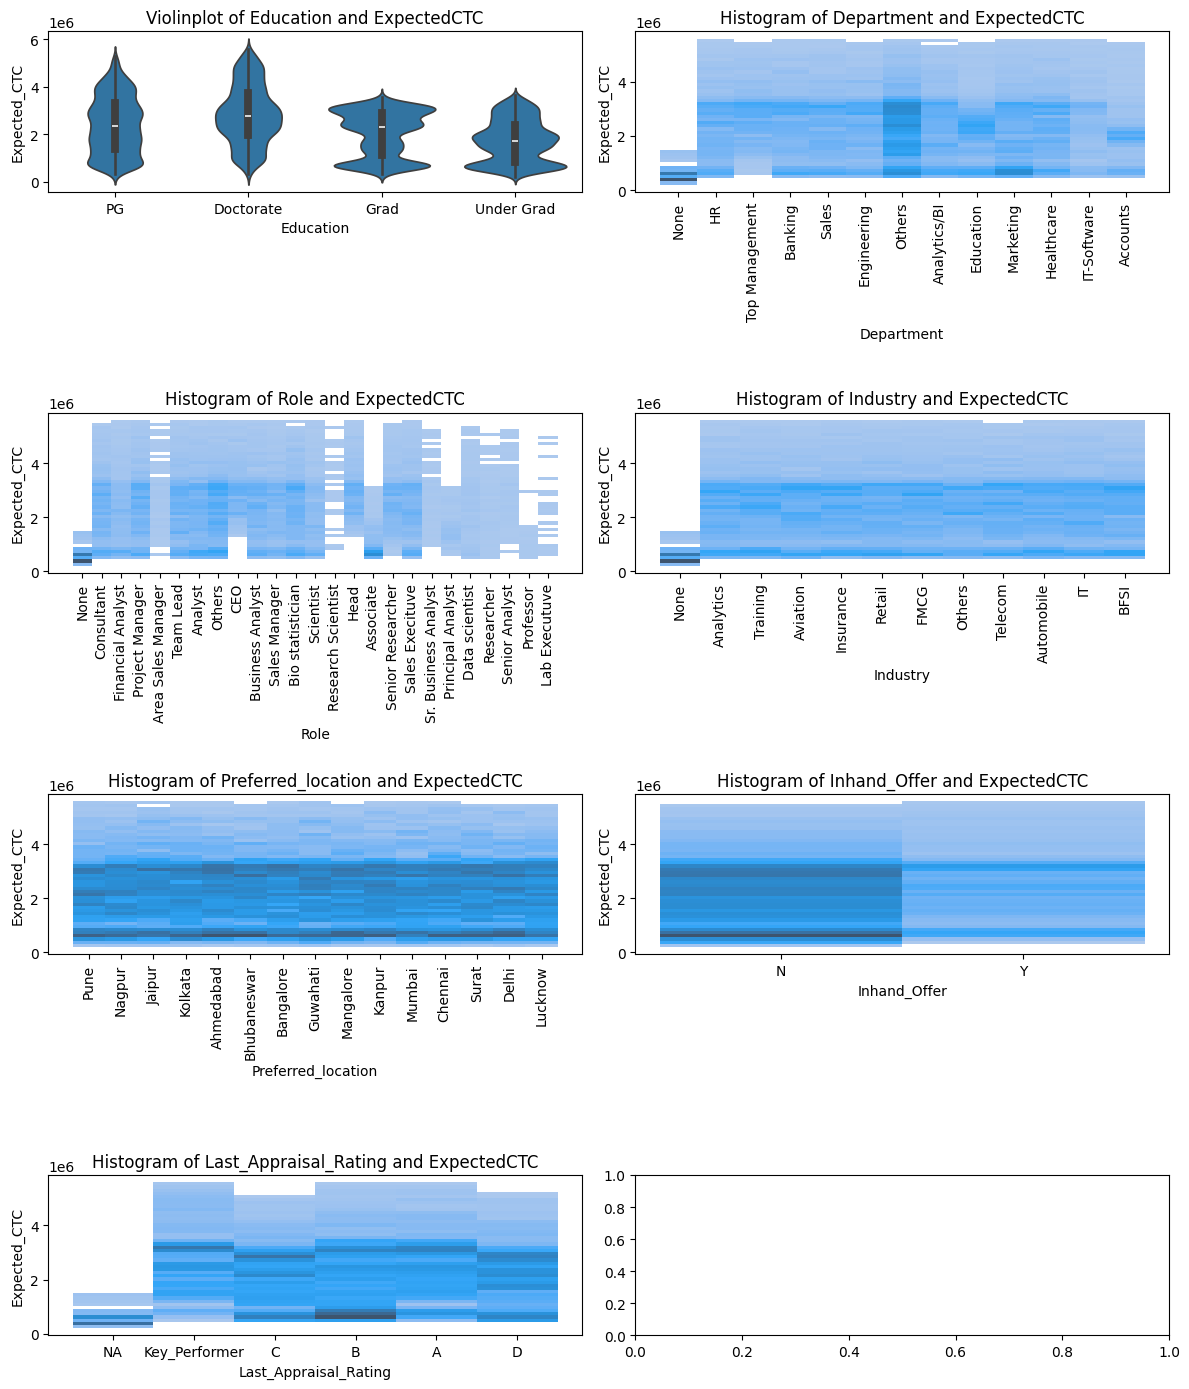 Violinplot of Education and ExpectedCTC
1e6
6
4
2
0
Expected_CTC
PG Doctorate Grad Under Grad
Education
Histogram of Department and ExpectedCTC
1e6
4
2
0
Expected_CTC
None
HR
Top Management
Banking
Sales
Engineering
Others
Analytics/BI
Education
Marketing
Healthcare
IT-Software
Accounts
Department
Histogram of Role and ExpectedCTC
1e6
4
2
0
Expected_CTC
None
Consultant
Financial Analyst
Project Manager
Area Sales Manager
Team Lead
Analyst
Others
CEO
Business Analyst
Sales Manager
Bio statistician
Scientist
Research Scientist
Head
Associate
Senior Researcher
Sales Execituve
Sr. Business Analyst
Principal Analyst
Data scientist
Researcher
Senior Analyst
Professor
Lab Executuve
Role
Histogram of Industry and ExpectedCTC
1e6
4
2
0
Expected_CTC
None
Analytics
Training
Aviation
Insurance
Retail
FMCG
Others
Telecom
Automobile
IT
BFSI
Industry
Histogram of Preferred_location and ExpectedCTC
1e6
4
2
0
Expected_CTC
Pune
Nagpur
Jaipur
Kolkata
Ahmedabad
Bhubaneswar
Bangalore
Guwahati
Mangalore
Kanpur
Mumbai
Chennai
Surat
Delhi
Lucknow
Preferred_location
Histogram of Inhand_Offer and ExpectedCTC
1e6
4
2
0
Expected_CTC
N Y
Inhand_Offer
Histogram of Last_Appraisal_Rating and ExpectedCTC
1e6
4
2
0
Expected_CTC
NA Key_Performer C B A D
Last_Appraisal_Rating
1.0
0.8
0.6
0.4
0.2
0.0
0.0 0.2 0.4 0.6 0.8 1.0